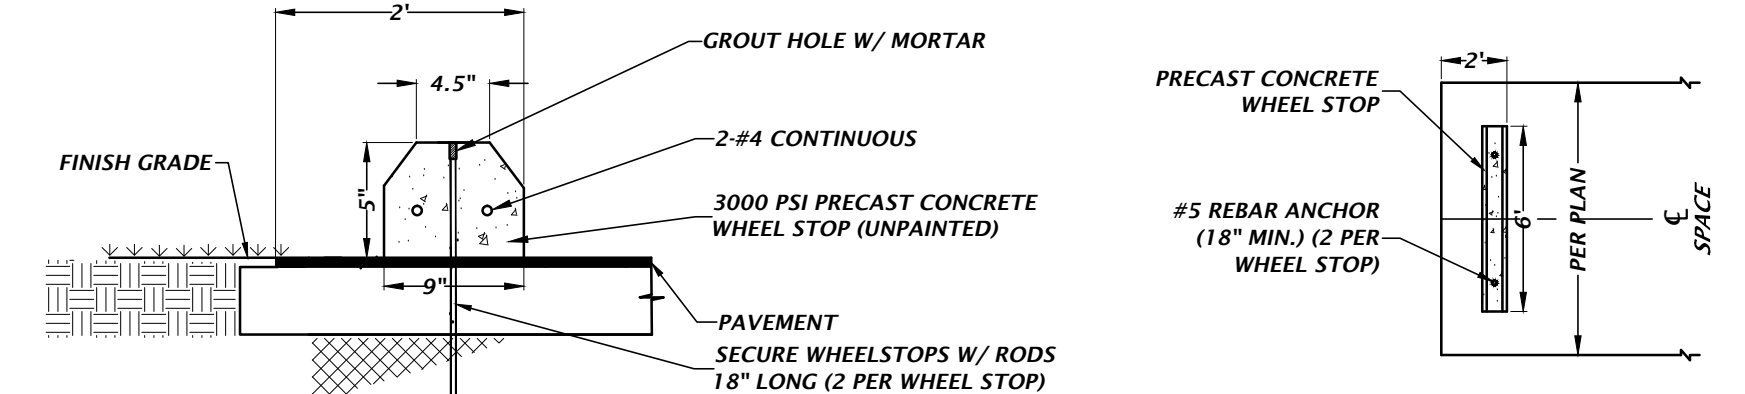 2'
GROUT HOLE W/ MORTAR
4.5"
2-#4 CONTINUOUS
FINISH GRADE
5"
3000 PSI PRECAST CONCRETE
WHEEL STOP (UNPAINTED)
9"
PAVEMENT
SECURE WHEELSTOPS W/ RODS
18" LONG (2 PER WHEEL STOP)
2'
PRECAST CONCRETE
WHEEL STOP
#5 REBAR ANCHOR
(18" MIN.) (2 PER
WHEEL STOP)
6'
PER PLAN
℄
SPACE